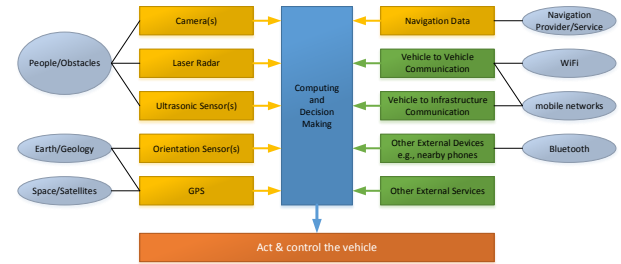 People/Obstacles
Earth/Geology
Space/Satellites
Camera(s)
Laser Radar
Ultrasonic Sensor(s)
Orientation Sensor(s)
GPS
Computing
and
Decision
Making
Navigation Data
Vehicle to Vehicle
Communication
Vehicle to Infrastructure
Communication
Other External Devices
e.g., nearby phones
Other External Services
Navigation
Provider/Service
WiFi
mobile networks
Bluetooth
Act & control the vehicle